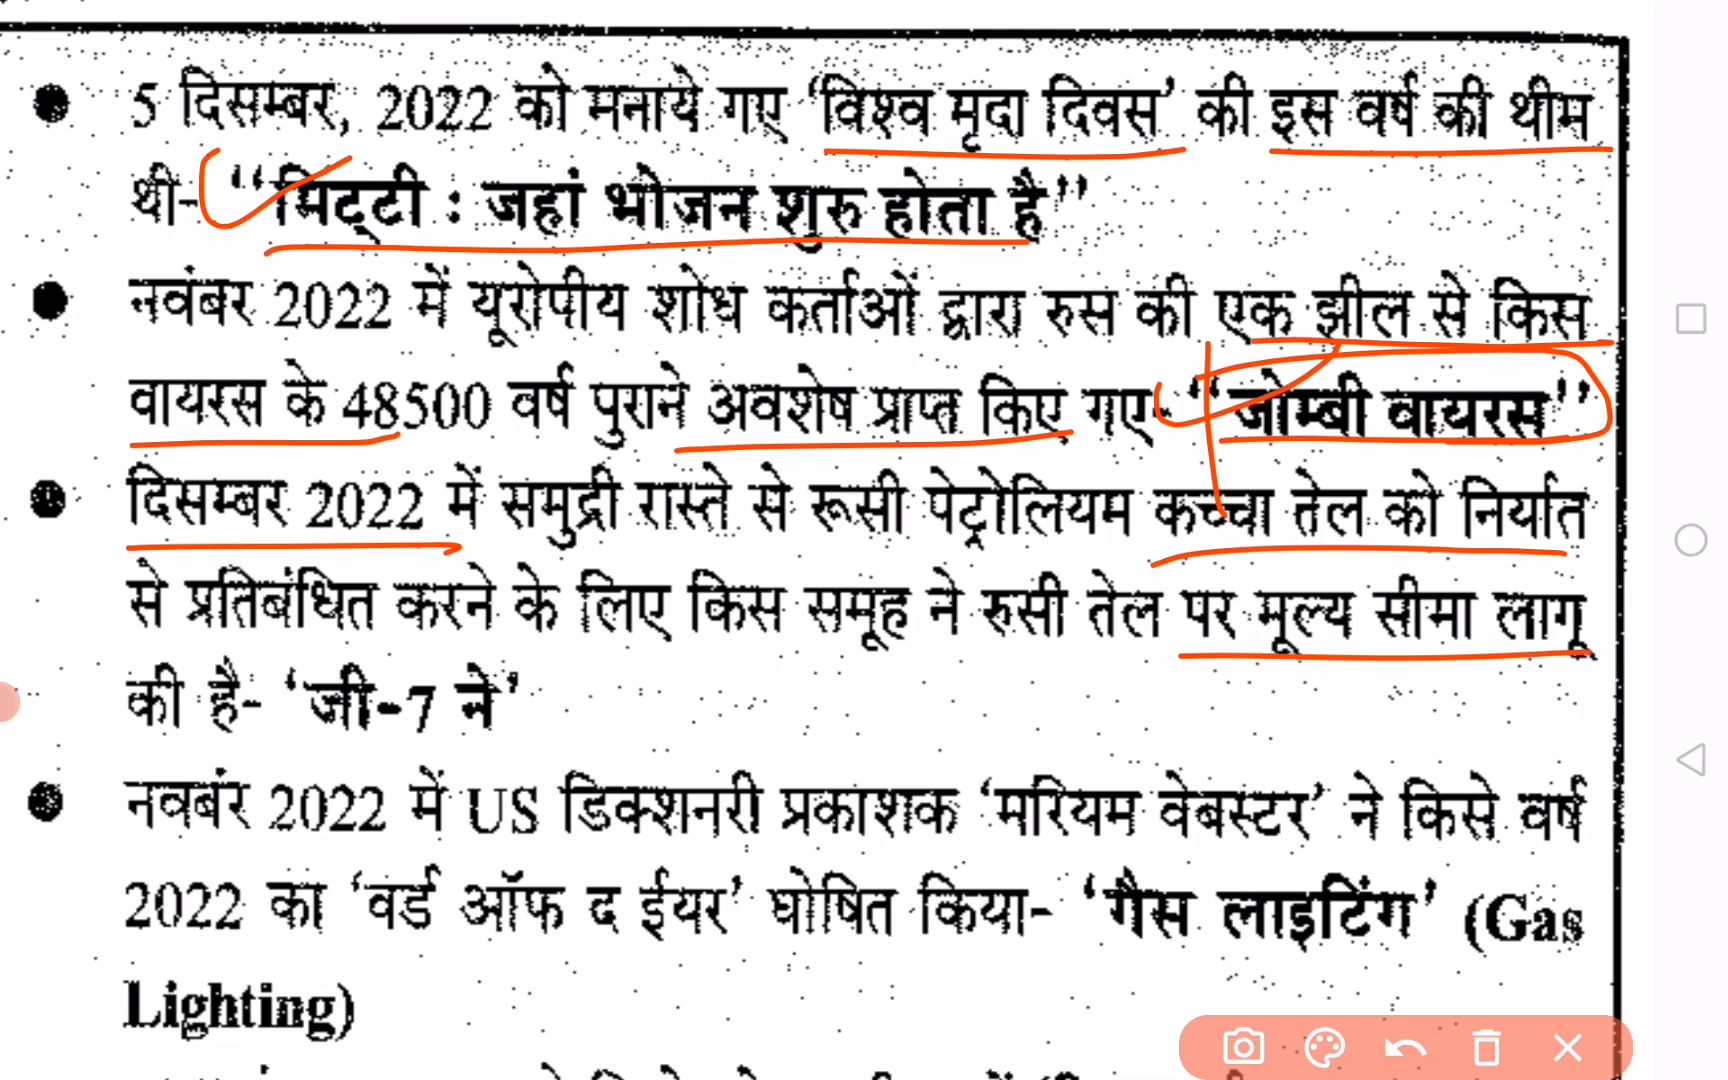 5 दिसम्बर, 2022 को मनाये गए ‘विश्व मृदा दिवस’ की इस वर्ष की थीम
थी- “मिट्टी : जहां भोजन शुरु होता है”
नवंबर 2022 में यूरोपीय शोध कर्ताओं द्वारा रुस की एक झील से किस
वायरस के 48500 वर्ष पुराने अवशेष प्राप्त किए गए- “जोम्बी वायरस”
दिसम्बर 2022 में समुद्री रास्ते से रूसी पेट्रोलियम कच्चा तेल को निर्यात
से प्रतिबंधित करने के लिए किस समूह ने रुसी तेल पर मूल्य सीमा लागू
की है- ‘जी-7 ने’
नवबंर 2022 में US डिक्शनरी प्रकाशक ‘मरियम वेबस्टर’ ने किसे वर्ष
2022 का ‘वर्ड ऑफ द ईयर’ घोषित किया- ‘गैस लाइटिंग’ (Gas
Lighting)